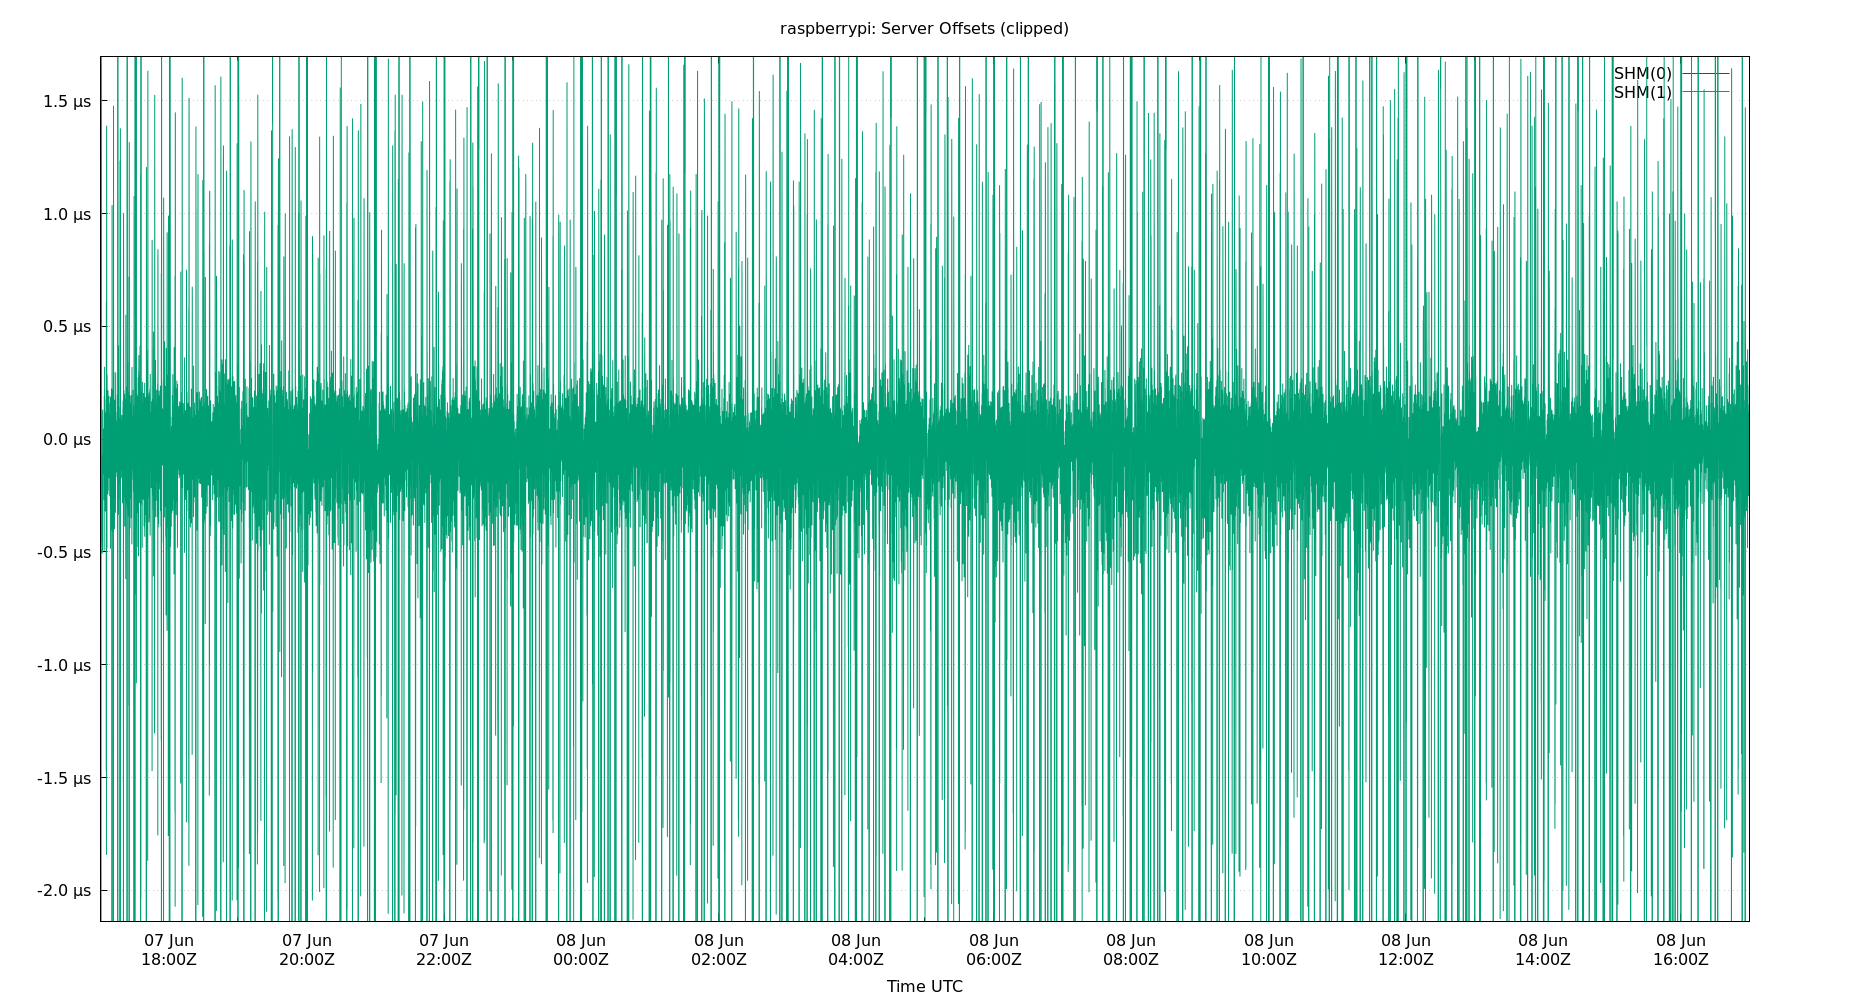 raspberrypi: Server Offsets (clipped)
SHM(0)
SHM(1)
1.5 µs
1.0 µs
0.5 µs
0.0 µs
-0.5 µs
-1.0 µs
-1.5 µs
-2.0 µs
07 Jun 07 Jun 07 Jun 08 Jun 08 Jun 08 Jun 08 Jun 08 Jun 08 Jun 08 Jun 08 Jun 08 Jun
18:00Z 20:00Z 22:00Z 00:00Z 02:00Z 04:00Z 06:00Z 08:00Z 10:00Z 12:00Z 14:00Z 16:00Z
Time UTC